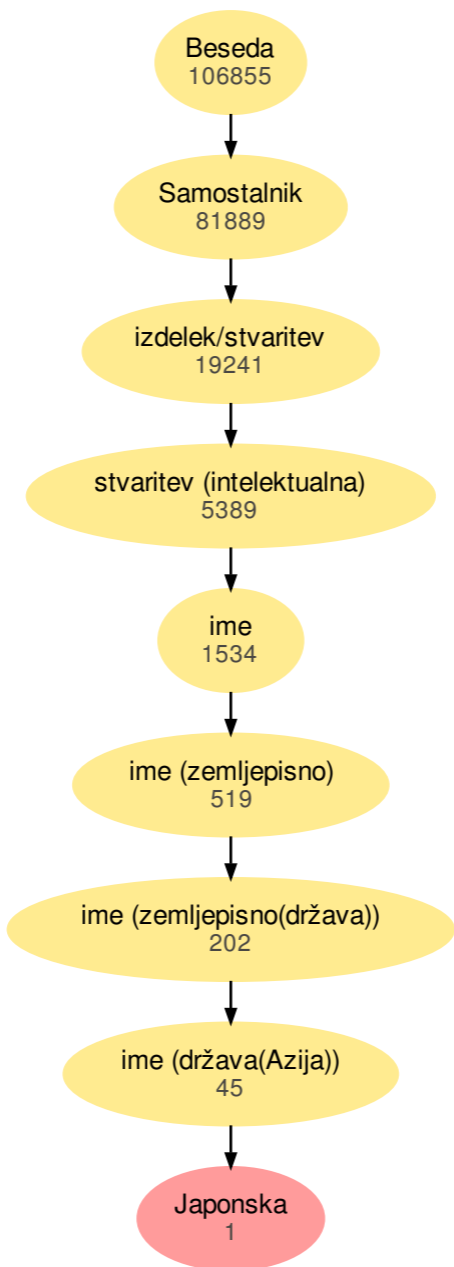 Beseda
106855
Samostalnik
81889
izdelek/stvaritev
19241
stvaritev (intelektualna)
5389
ime
1534
ime (zemljepisno)
519
ime (zemljepisno(država))
202
ime (država(Azija))
45
Japonska
1